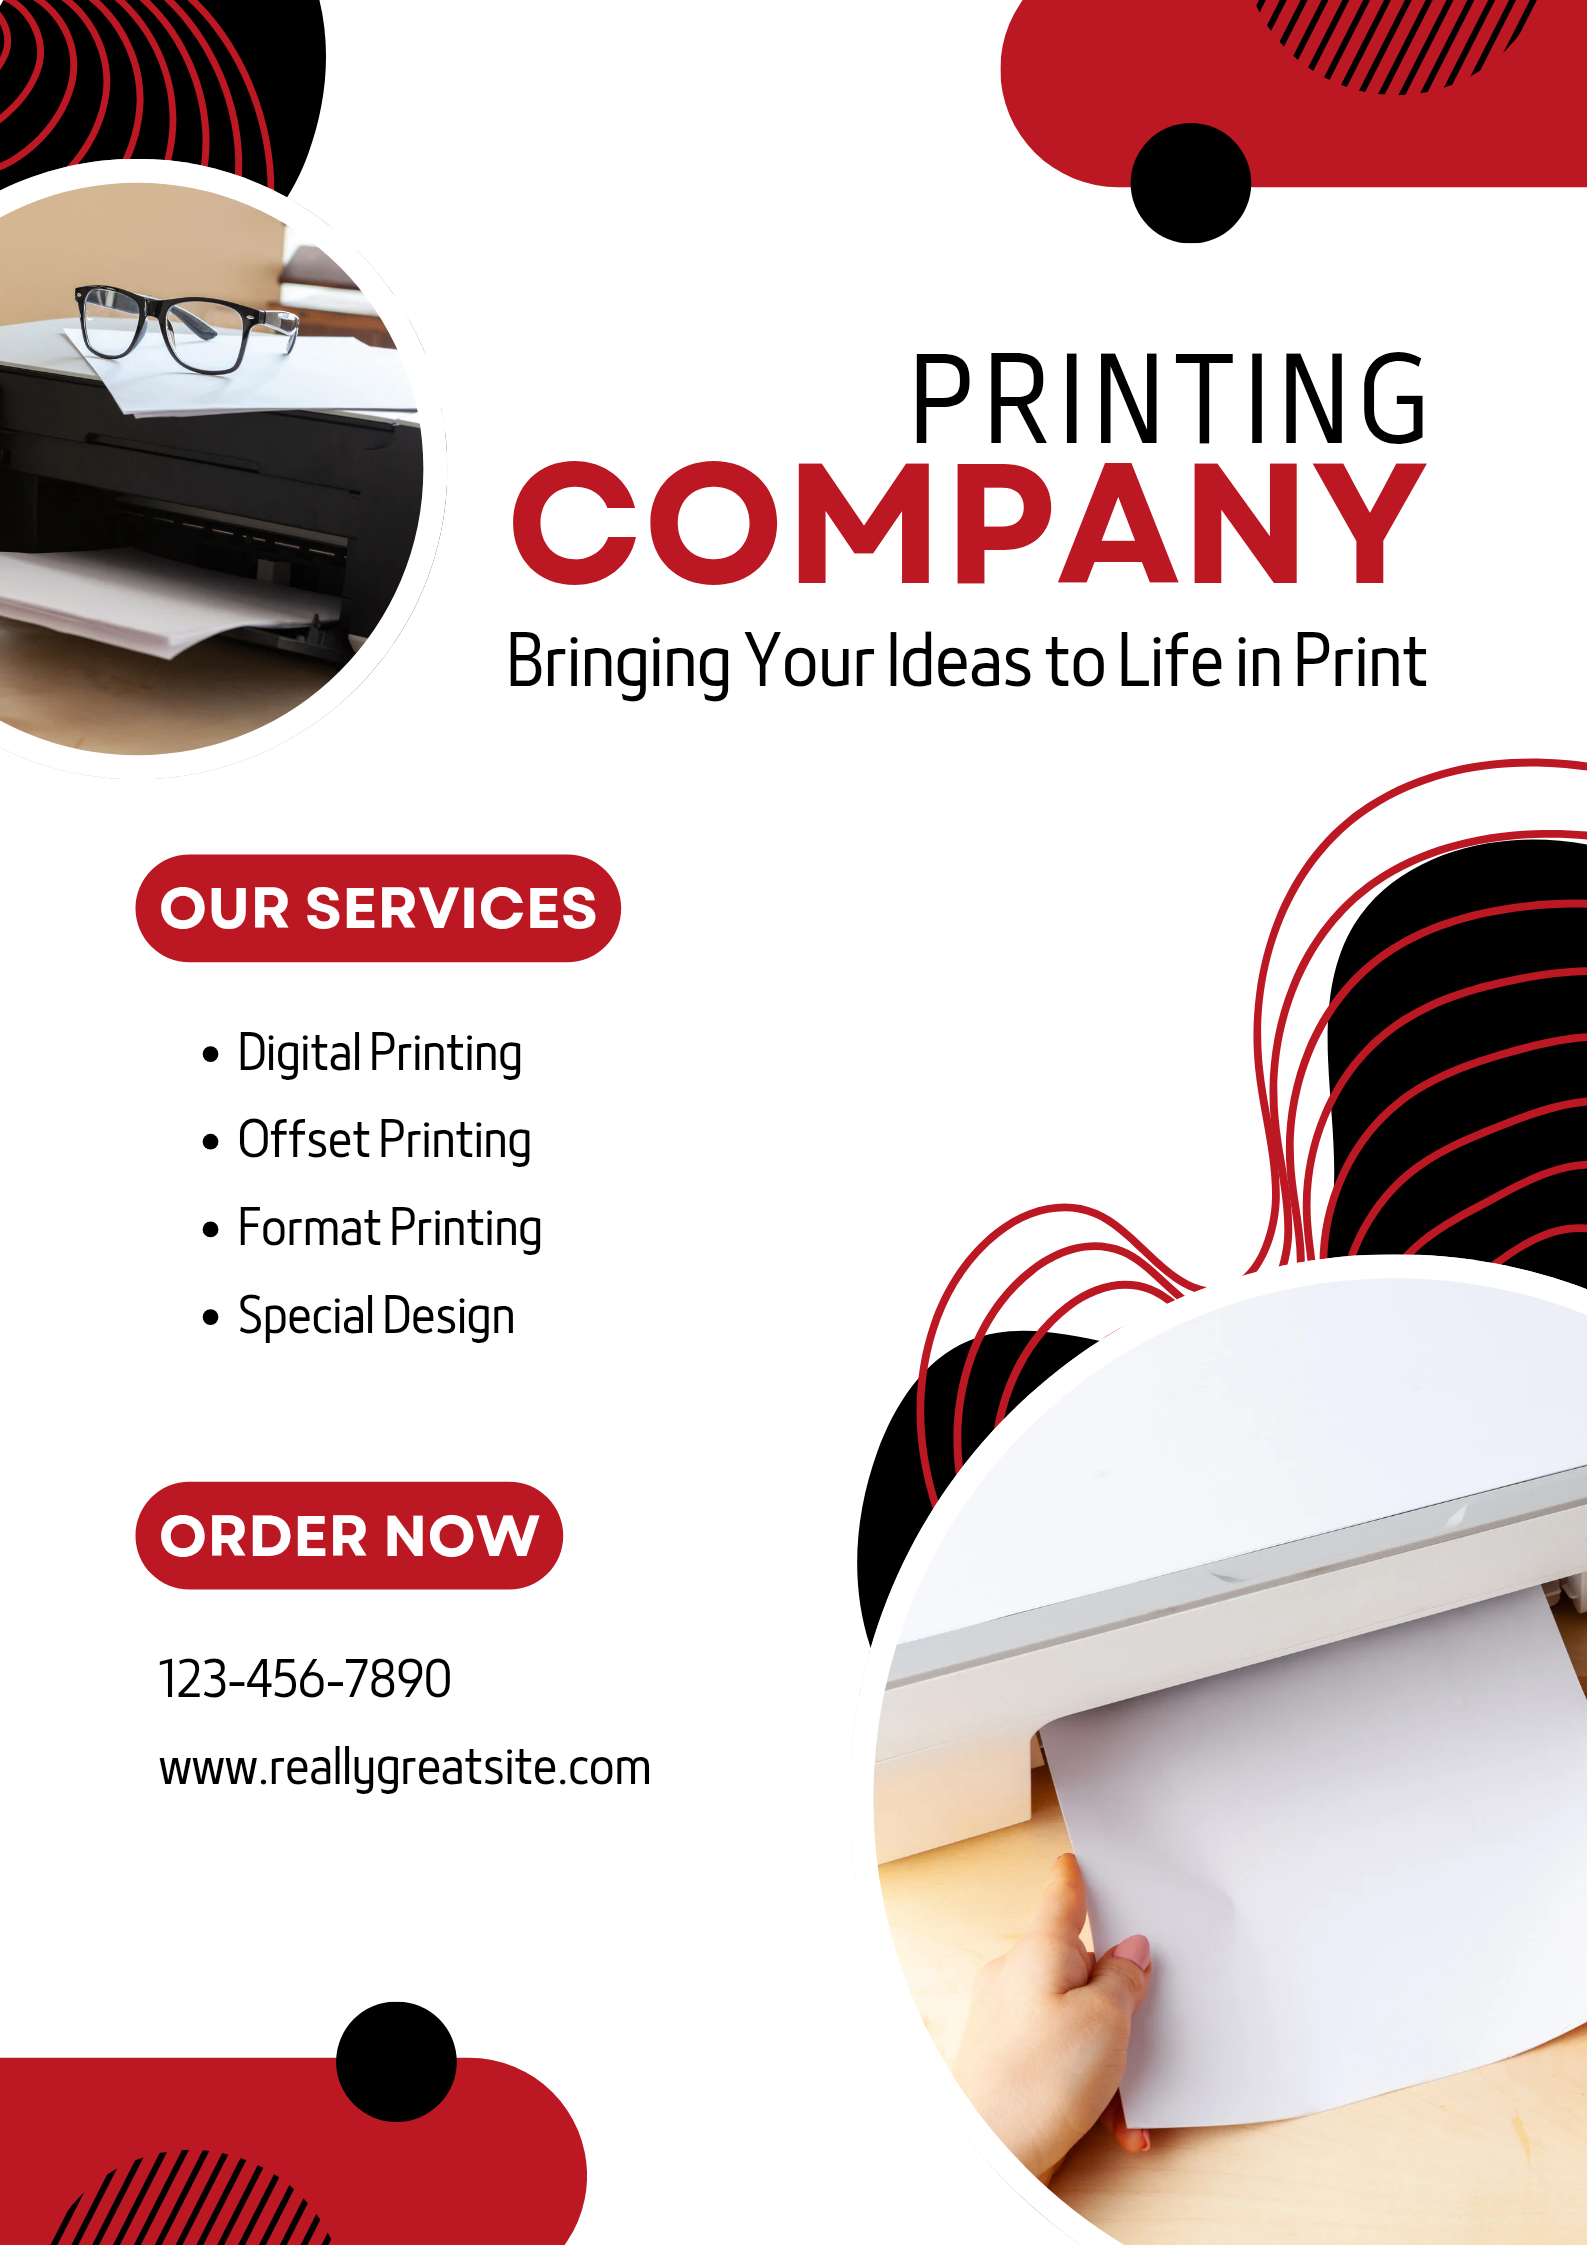 PRINTING
COMPANY
Bringing Your Ideas to Life in Print
OUR SERVICES
• Digital Printing
• Offset Printing
• Format Printing
• Special Design
ORDER NOW
123-456-7890
www.reallygreatsite.com